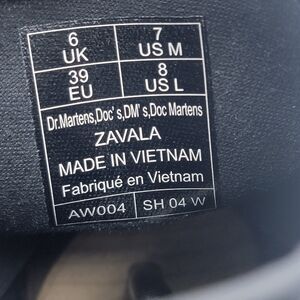 6 UK 7 US M
39 EU 8 US L
Dr.Martens,Doc's,DM's,Doc Martens
ZAVALA
MADE IN VIETNAM
Fabriqué en Vietnam
AW004 SH 04 W